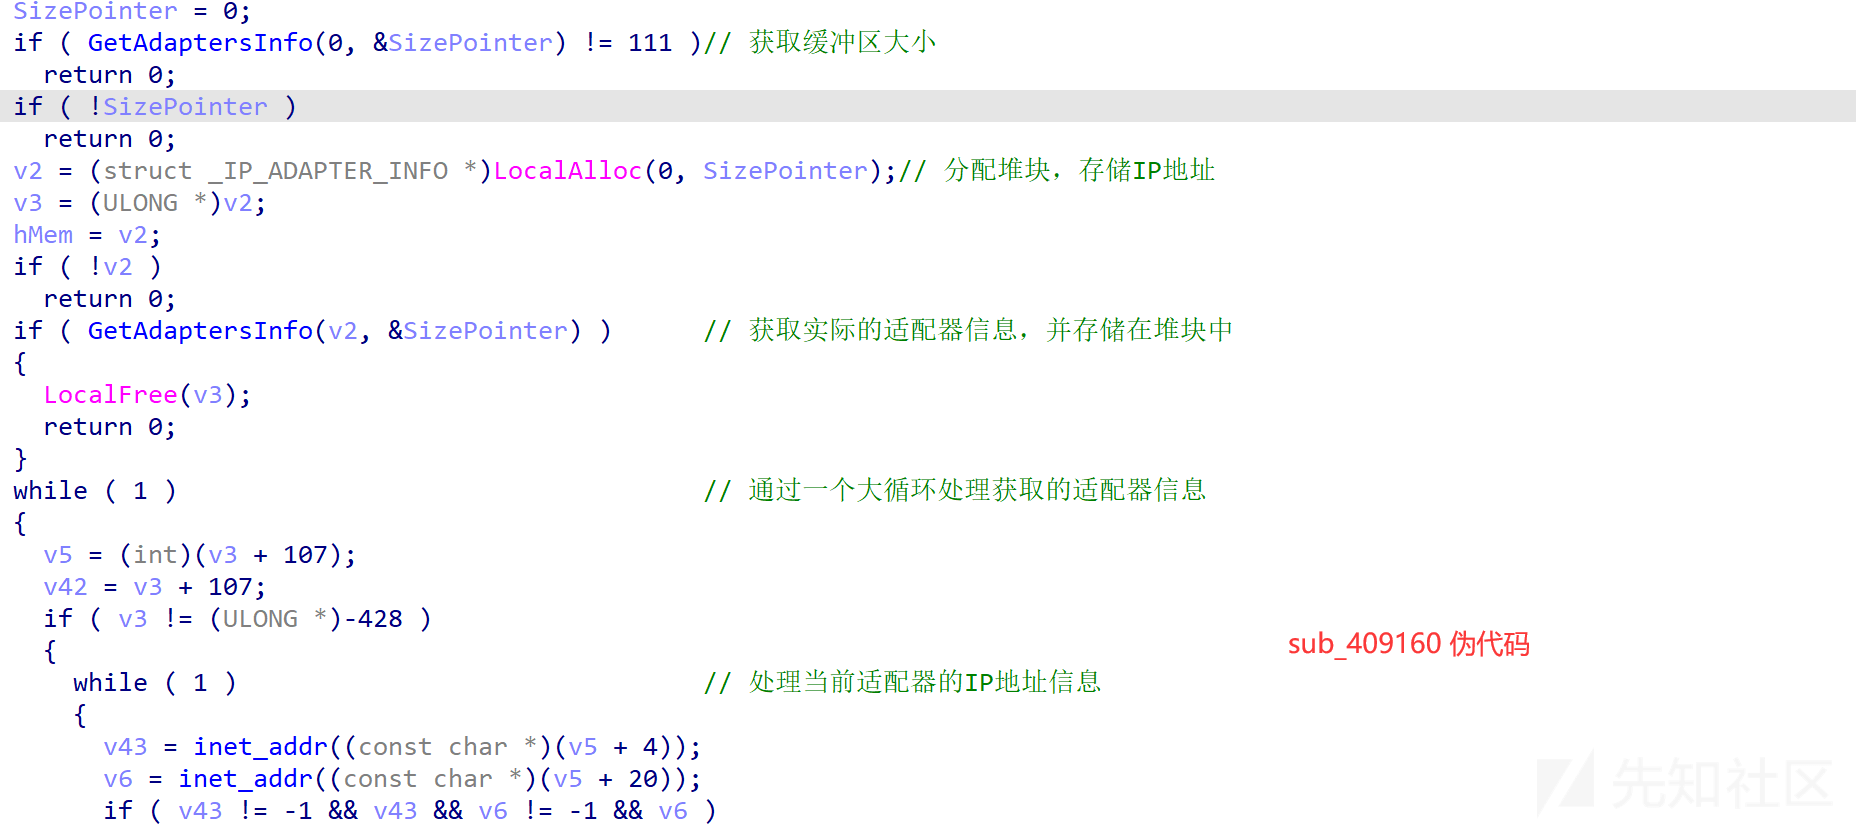 SizePointer = 0;
if ( GetAdaptersInfo(0, &SizePointer) != 111 )// 获取缓冲区大小
  return 0;
if ( !SizePointer )
  return 0;
v2 = (struct _IP_ADAPTER_INFO *)LocalAlloc(0, SizePointer);// 分配堆块，存储IP地址
v3 = (ULONG *)v2;
hMem = v2;
if ( !v2 )
  return 0;
if ( GetAdaptersInfo(v2, &SizePointer) )      // 获取实际的适配器信息，并存储在堆块中
{
  LocalFree(v3);
  return 0;
}
while ( 1 )                                   // 通过一个大循环处理获取的适配器信息
{
  v5 = (int)(v3 + 107);
  v42 = v3 + 107;
  if ( v3 != (ULONG *)-428 )
  {
sub_409160 伪代码
    while ( 1 )                               // 处理当前适配器的IP地址信息
    {
      v43 = inet_addr((const char *)(v5 + 4));
      v6 = inet_addr((const char *)(v5 + 20));
      if ( v43 != -1 && v43 && v6 != -1 && v6 )
先知社区